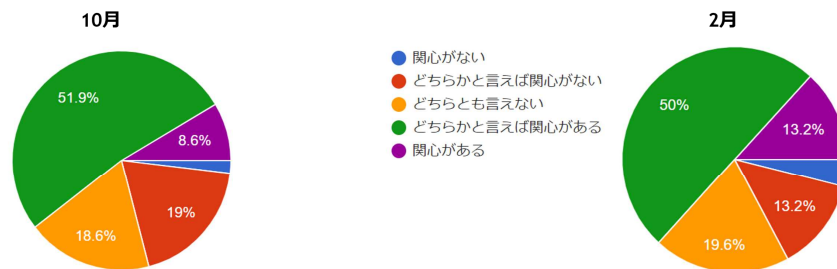 10月
51.9%
8.6%
19%
18.6%
関心がない
どちらかと言えば関心がない
どちらとも言えない
どちらかと言えば関心がある
関心がある
2月
50%
13.2%
13.2%
19.6%